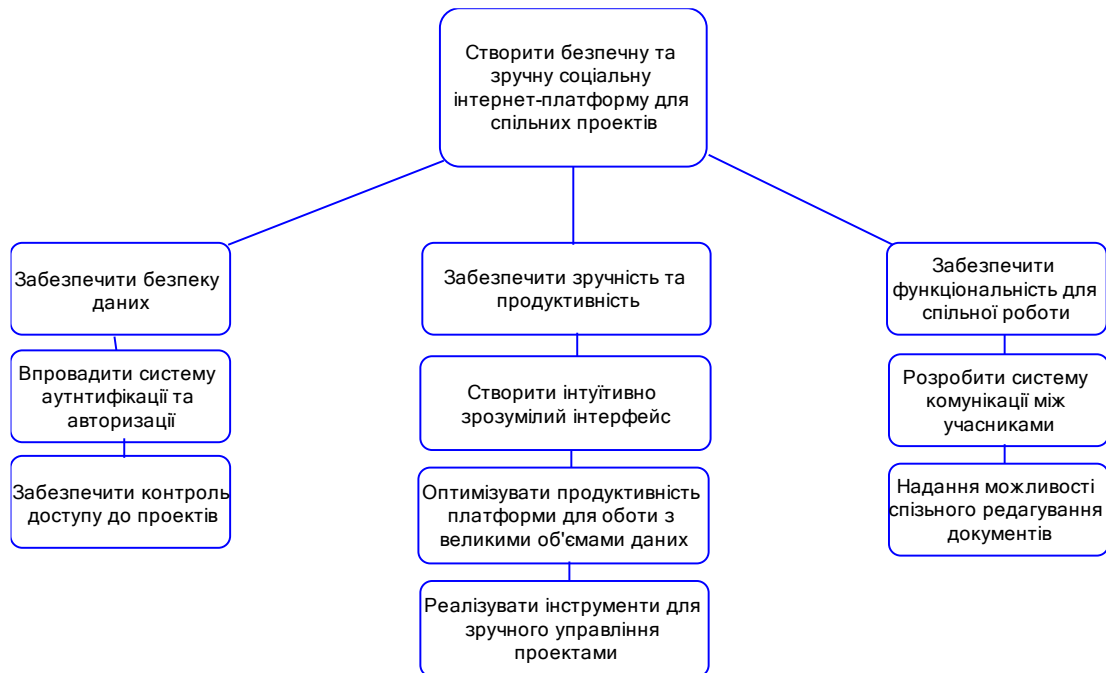 Створити безпечну та
зручну соціальну
інтернет-платформу для
спільних проектів
Забезпечити безпеку
даних
Впровадити систему
аутнтифікації та
авторизації
Забезпечити контроль
доступу до проектів
Забезпечити зручність та
продуктивність
Створити інтуїтивно
зрозумілий інтерфейс
Оптимізувати продуктивність
платформи для оботи з
великими об'ємами даних
Реалізувати інструменти для
зручного управління
проектами
Забезпечити
функціональність для
спільної роботи
Розробити систему
комунікації між
учасниками
Надання можливості
спізьного редагування
документів